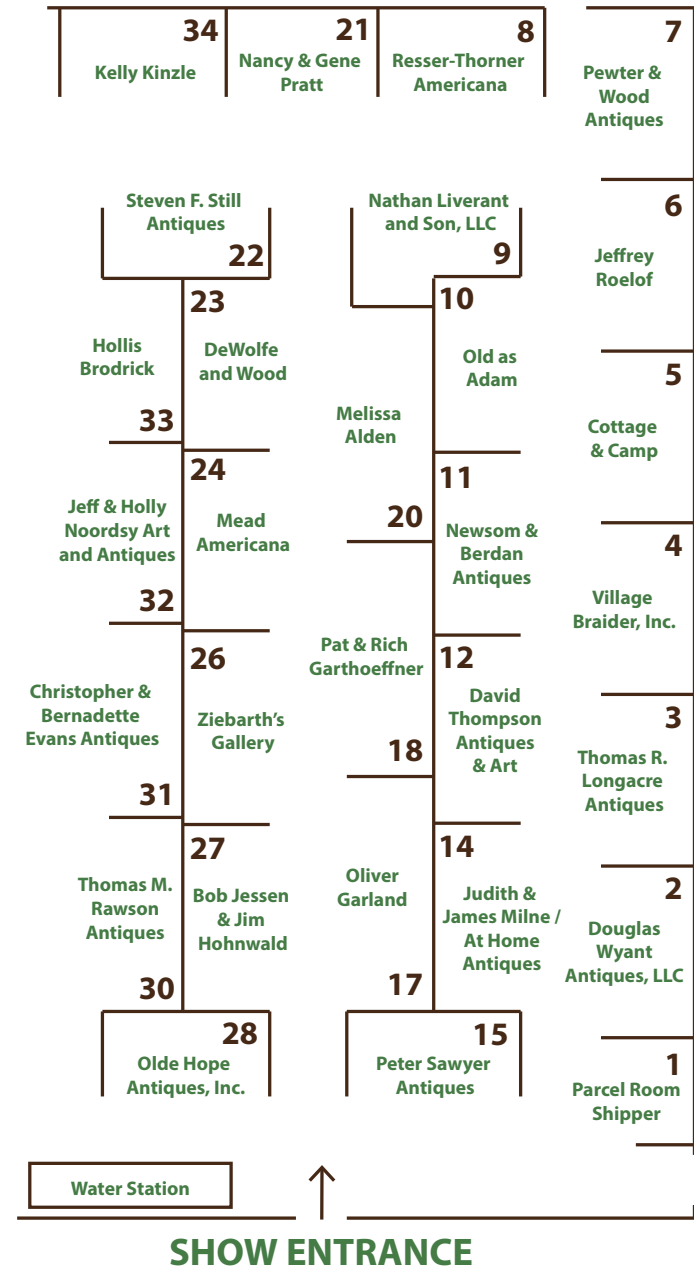 34
Kelly Kinzle
21
Nancy & Gene
Pratt
8
Resser-Thorner
Americana
7
Pewter &
Wood
Antiques
Steven F. Still
Antiques
22
Nathan Liverant
and Son, LLC
9
6
Jeffrey
Roelof
23
Hollis
Brodrick
DeWolfe
and Wood
33
10
Old as
Adam
Melissa
Alden
5
Cottage
& Camp
24
Jeff & Holly
Noordsy Art
and Antiques
Mead
Americana
32
20
11
Newsom &
Berdan
Antiques
4
Village
Braider, Inc.
26
Christopher &
Bernadette
Evans Antiques
Ziebarth’s
Gallery
31
Pat & Rich
Garthoeffner
18
12
David
Thompson
Antiques
& Art
3
Thomas R.
Longacre
Antiques
27
Thomas M.
Rawson
Antiques
Bob Jessen
& Jim
Hohnwald
30
Oliver
Garland
17
14
Judith &
James Milne /
At Home
Antiques
2
Douglas
Wyant
Antiques, LLC
28
Olde Hope
Antiques, Inc.
15
Peter Sawyer
Antiques
1
Parcel Room
Shipper
Water Station
SHOW ENTRANCE